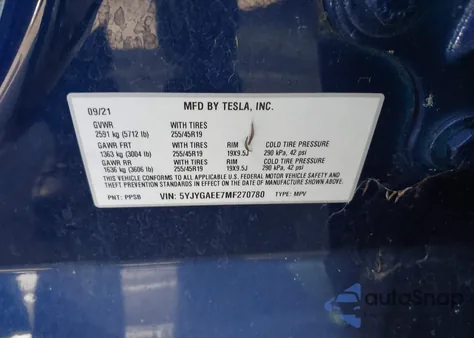 MFD BY TESLA, INC.
09/21
GVWR WITH TIRES
2591 kg (5712 lb) 255/45R19
GAWR FRT WITH TIRES RIM COLD TIRE PRESSURE
1363 kg (3004 lb) 255/45R19 19X9.5J 290 kPa, 42 psi
GAWR RR WITH TIRES RIM COLD TIRE PRESSURE
1636 kg (3606 lb) 255/45R19 19X9.5J 290 kPa, 42 psi
THIS VEHICLE CONFORMS TO ALL APPLICABLE U.S. FEDERAL MOTOR VEHICLE SAFETY AND
THEFT PREVENTION STANDARDS IN EFFECT ON THE DATE OF MANUFACTURE SHOWN ABOVE.
PNT: PPSB VIN: 5YJYGAEE7MF270780 TYPE: MPV
autoSnap